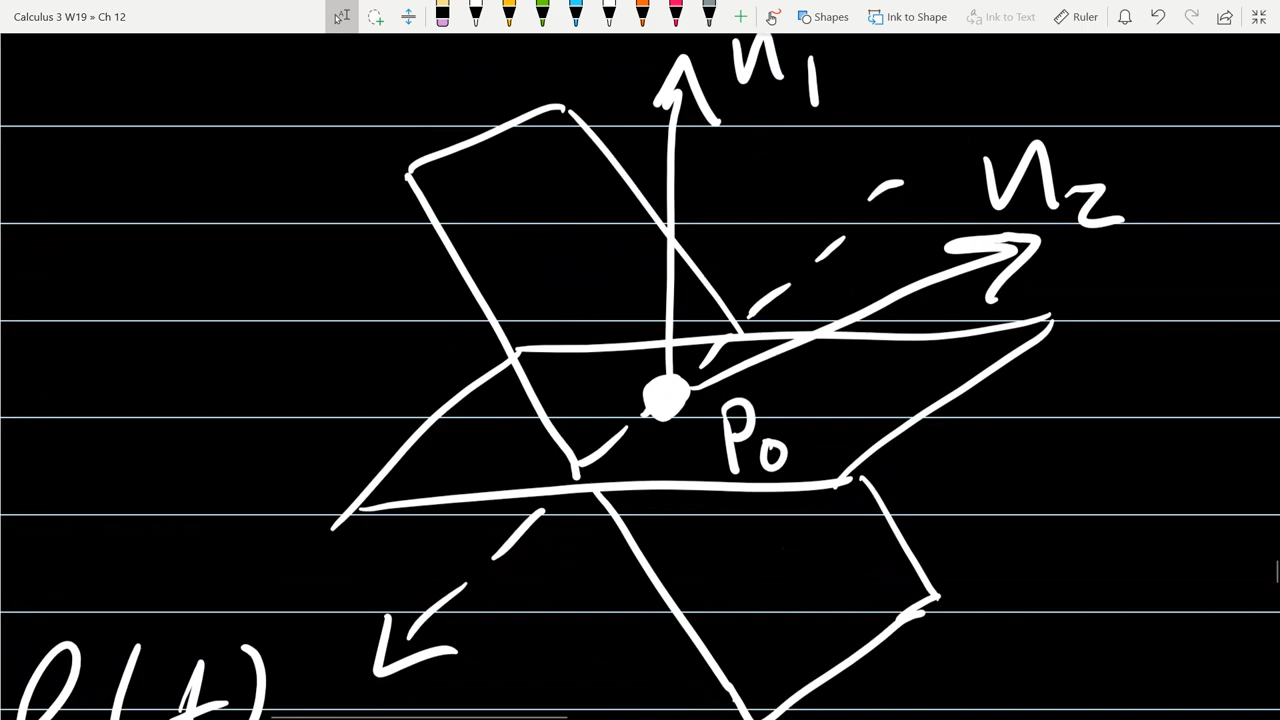 Calculus 3 W19 » Ch 12
Shapes
Ink to Shape
Ink to Text
Ruler
n1
n2
P0
l(t)